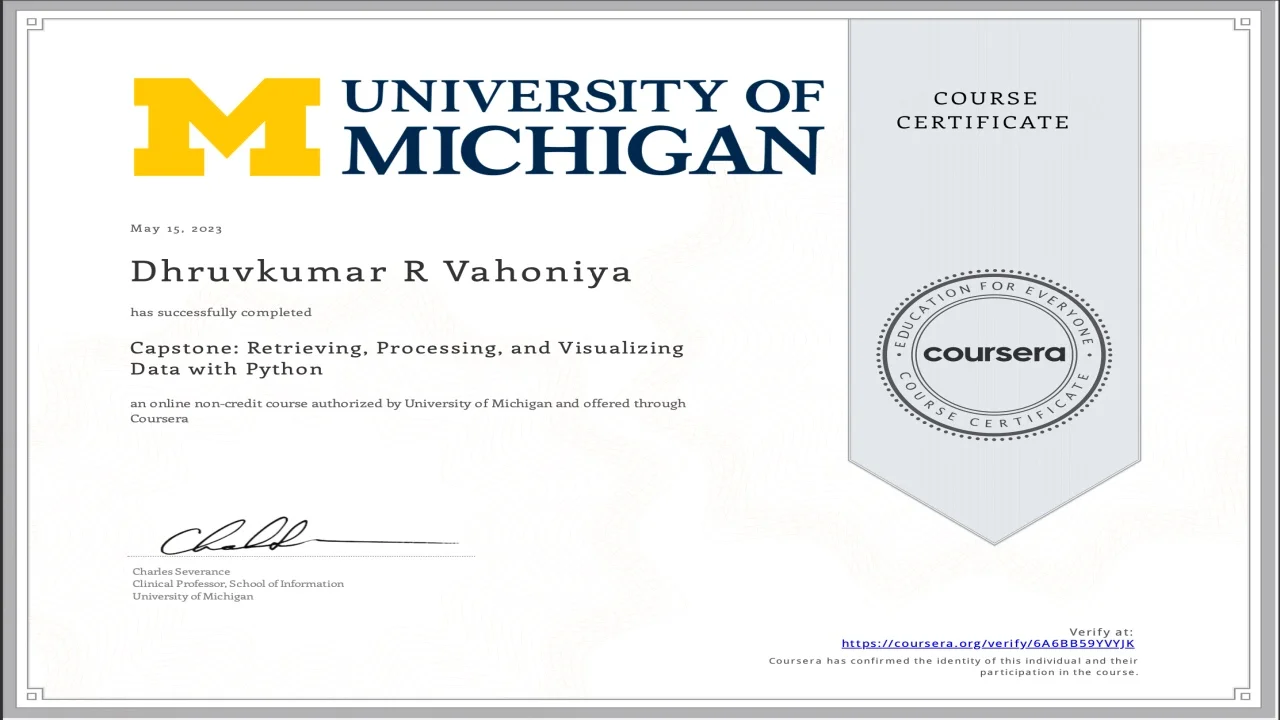 UNIVERSITY OF
MICHIGAN
COURSE
CERTIFICATE
May 15, 2023
Dhruvkumar R Vahoniya
has successfully completed
Capstone: Retrieving, Processing, and Visualizing
Data with Python
an online non-credit course authorized by University of Michigan and offered through
Coursera
EDUCATION FOR EVERYONE
coursera
COURSE CERTIFICATE
Charles Severance
Clinical Professor, School of Information
University of Michigan
Verify at:
https://coursera.org/verify/6A6BB59YVYJK
Coursera has confirmed the identity of this individual and their
participation in the course.